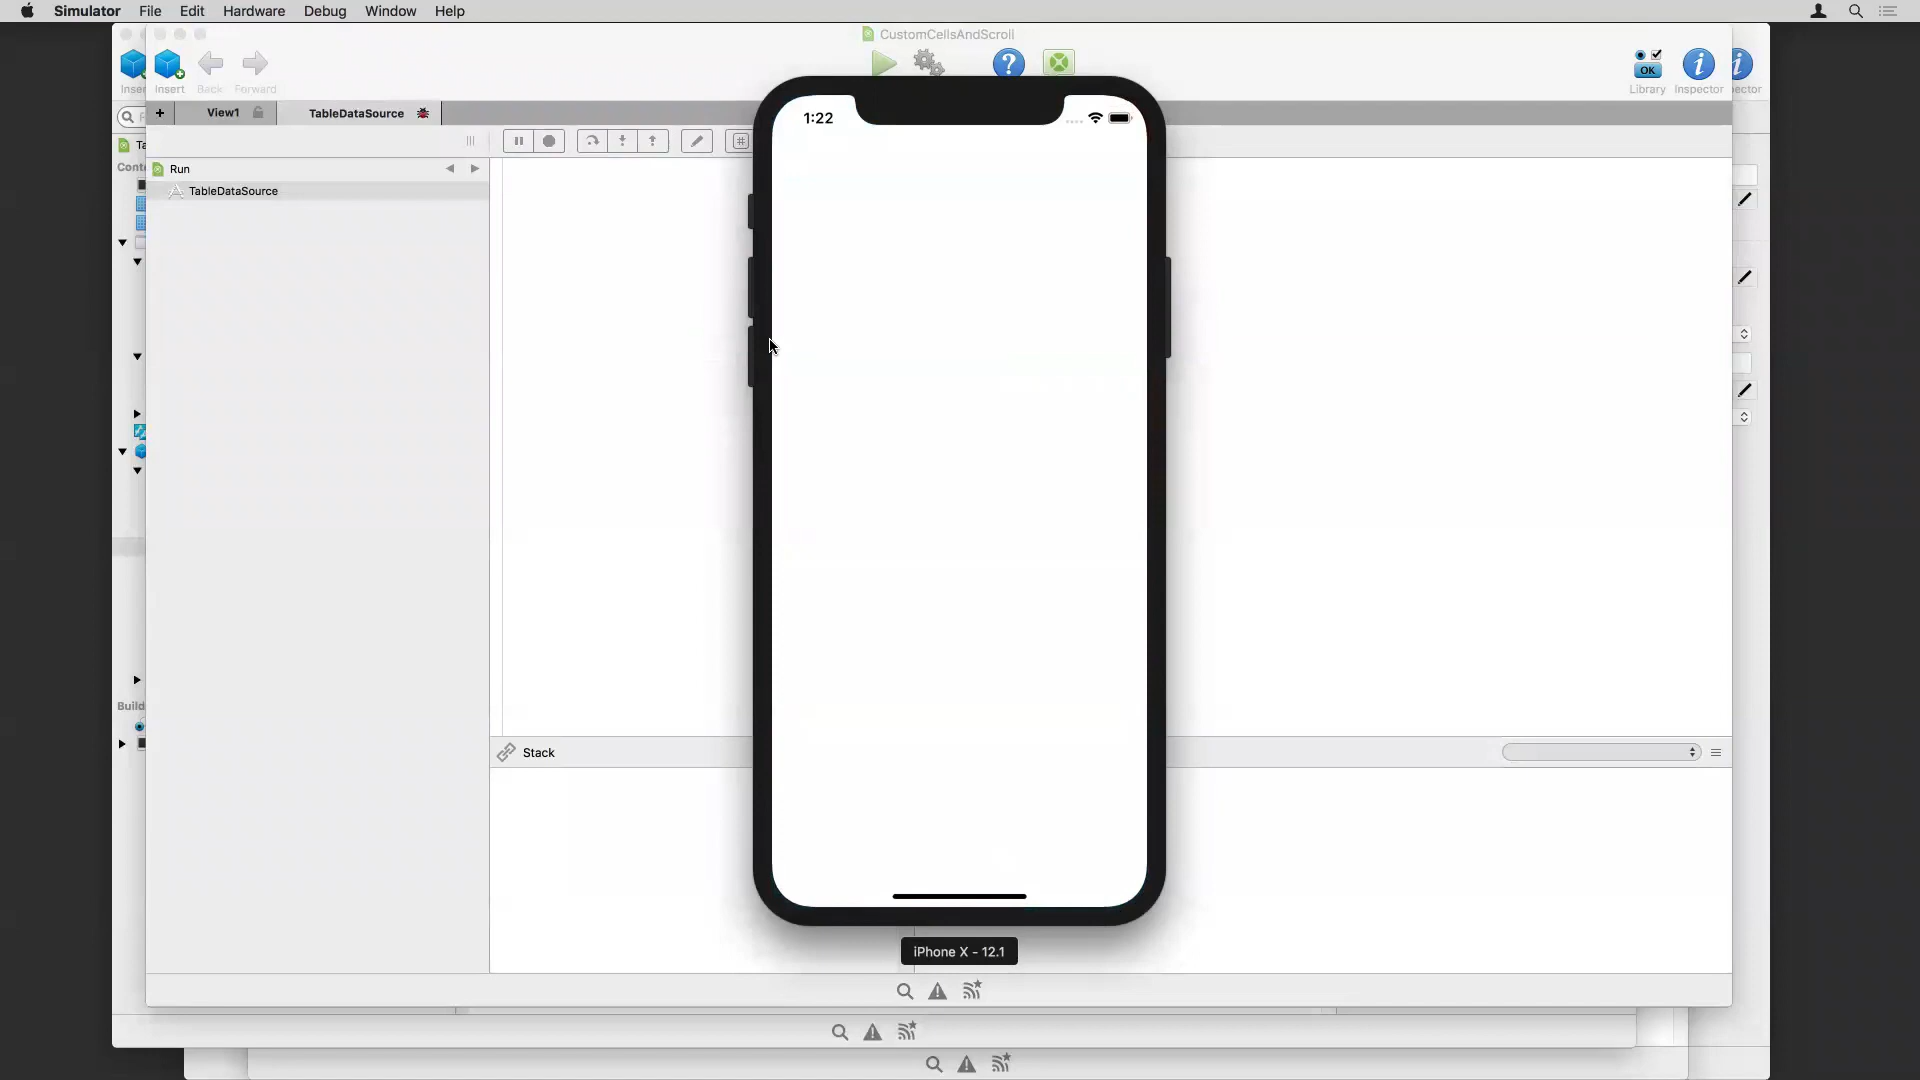 Simulator File Edit Hardware Debug Window Help
CustomCellsAndScroll
Insert Back Forward
OK
Library Inspector
View1
TableDataSource
1:22
Run
TableDataSource
Stack
iPhone X - 12.1